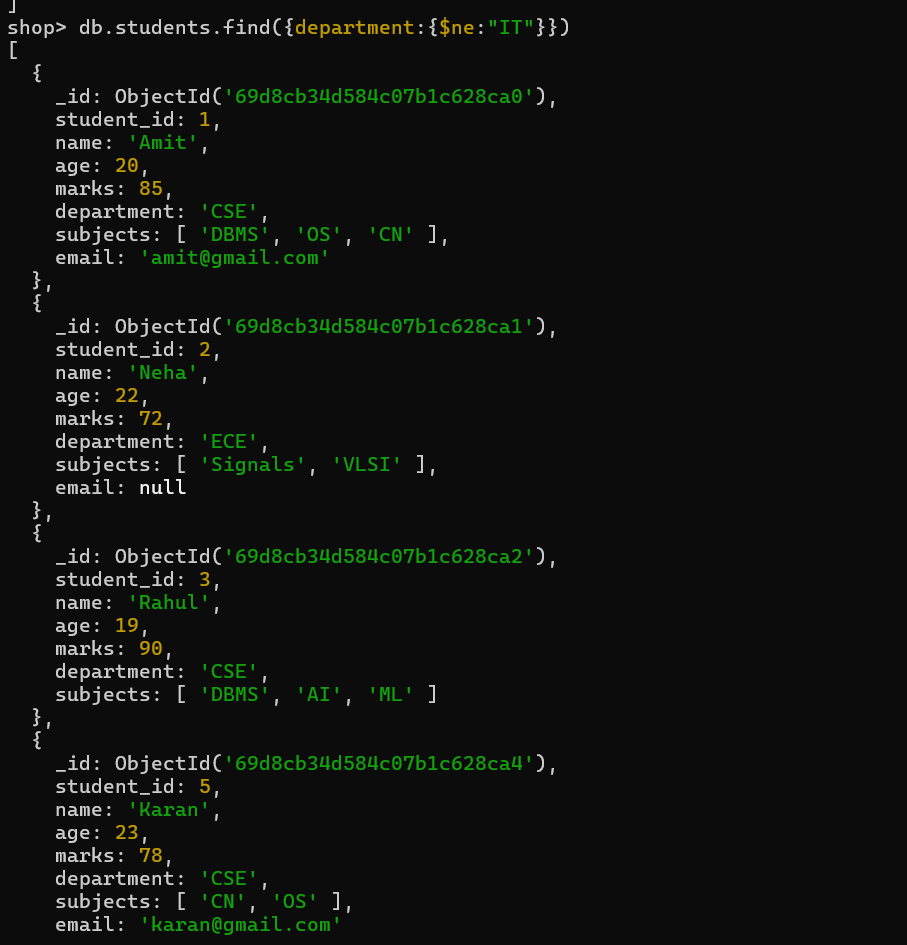 ]
shop> db.students.find({department:{$ne:"IT"}})
[
  {
    _id: ObjectId('69d8cb34d584c07b1c628ca0'),
    student_id: 1,
    name: 'Amit',
    age: 20,
    marks: 85,
    department: 'CSE',
    subjects: [ 'DBMS', 'OS', 'CN' ],
    email: 'amit@gmail.com'
  },
  {
    _id: ObjectId('69d8cb34d584c07b1c628ca1'),
    student_id: 2,
    name: 'Neha',
    age: 22,
    marks: 72,
    department: 'ECE',
    subjects: [ 'Signals', 'VLSI' ],
    email: null
  },
  {
    _id: ObjectId('69d8cb34d584c07b1c628ca2'),
    student_id: 3,
    name: 'Rahul',
    age: 19,
    marks: 90,
    department: 'CSE',
    subjects: [ 'DBMS', 'AI', 'ML' ]
  },
  {
    _id: ObjectId('69d8cb34d584c07b1c628ca4'),
    student_id: 5,
    name: 'Karan',
    age: 23,
    marks: 78,
    department: 'CSE',
    subjects: [ 'CN', 'OS' ],
    email: 'karan@gmail.com'